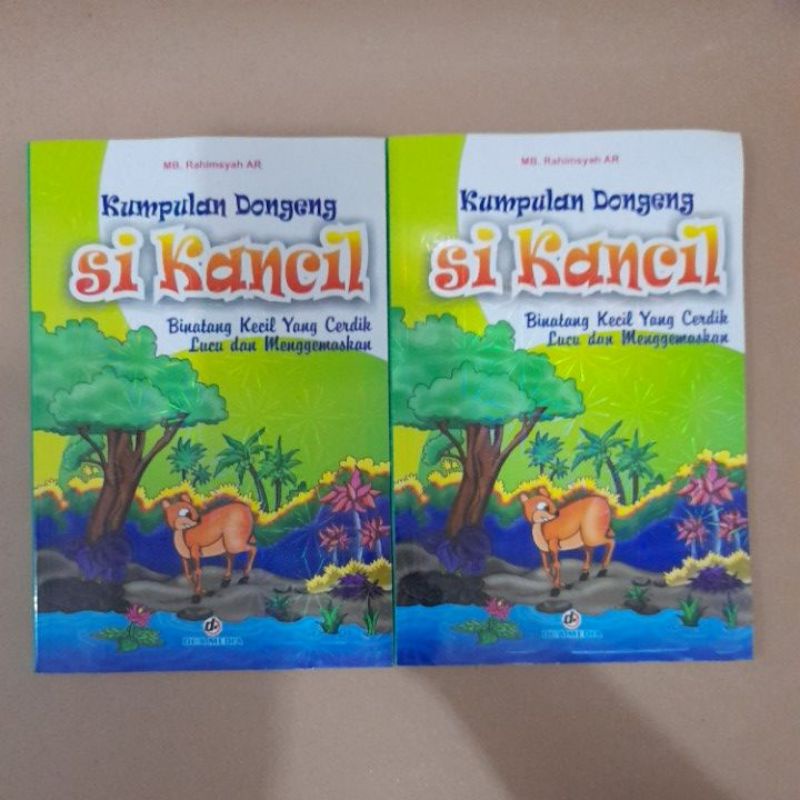 MB. Rahimsyah AR
Kumpulan Dongeng
si Kancil
Binatang Kecil Yang Cerdik
Lucu dan Menggemaskan
MB. Rahimsyah AR
Kumpulan Dongeng
si Kancil
Binatang Kecil Yang Cerdik
Lucu dan Menggemaskan